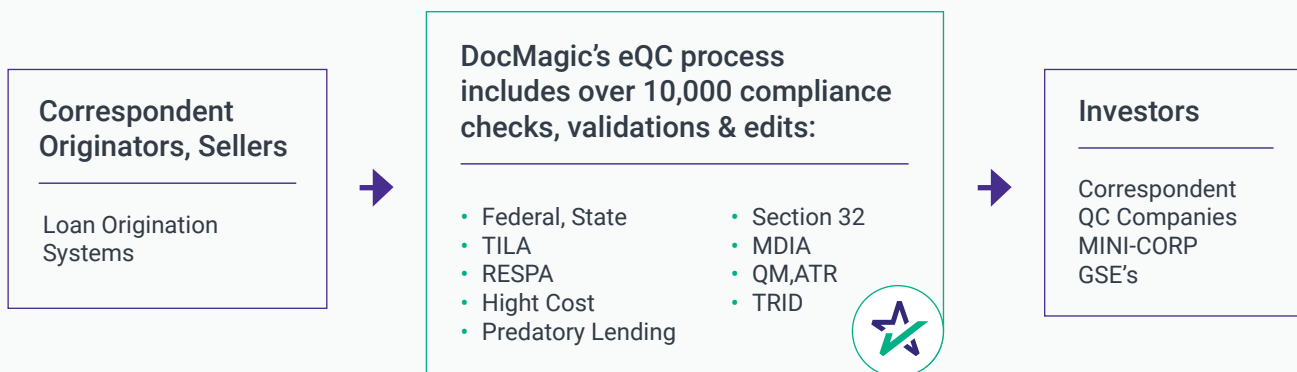 Correspondent
Originators, Sellers
Loan Origination
Systems
DocMagic’s eQC process
includes over 10,000 compliance
checks, validations & edits:
• Federal, State
• TILA
• RESPA
• Hight Cost
• Predatory Lending
• Section 32
• MDIA
• QM,ATR
• TRID
Investors
Correspondent
QC Companies
MINI-CORP
GSE’s